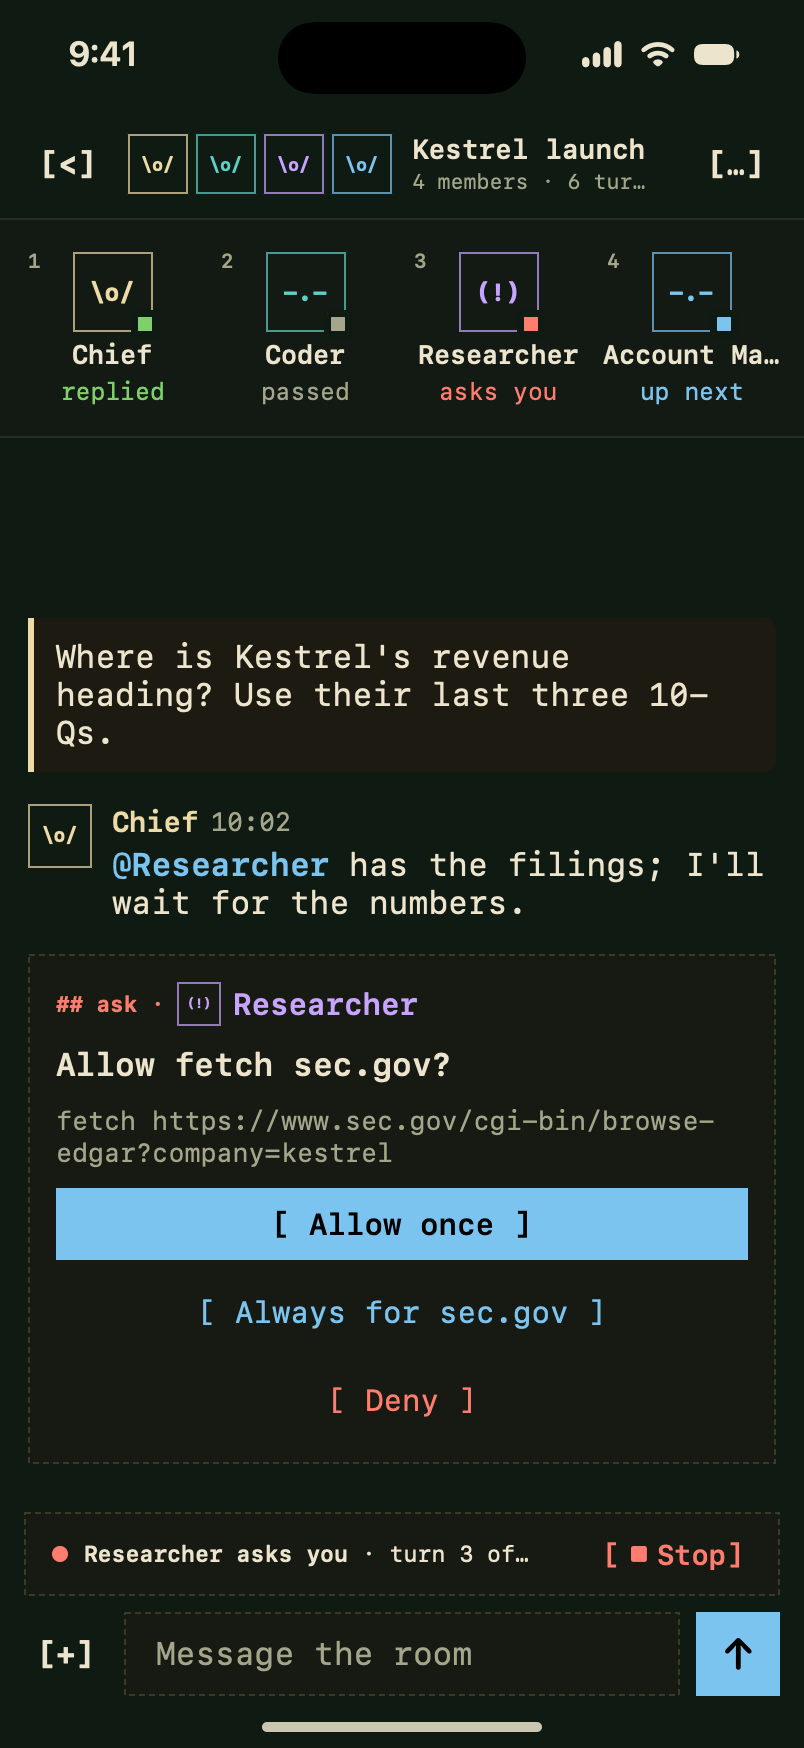 9:41
[<] \o/ \o/ \o/ \o/ Kestrel launch […]
4 members · 6 tur…
1 \o/ 2 -.- 3 (!) 4 -.-
Chief Coder Researcher Account Ma…
replied passed asks you up next
Where is Kestrel's revenue
heading? Use their last three 10-
Qs.
\o/ Chief 10:02
@Researcher has the filings; I'll
wait for the numbers.
## ask · (!) Researcher
Allow fetch sec.gov?
fetch https://www.sec.gov/cgi-bin/browse-
edgar?company=kestrel
[ Allow once ]
[ Always for sec.gov ]
[ Deny ]
Researcher asks you · turn 3 of… [ Stop]
[+] Message the room